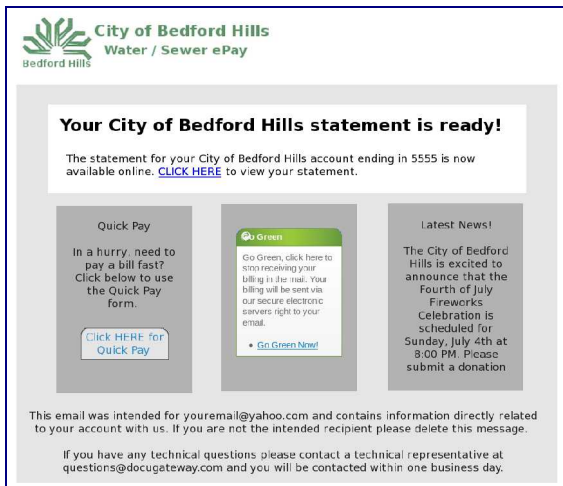 City of Bedford Hills
Water / Sewer ePay
Bedford Hills
Your City of Bedford Hills statement is ready!
The statement for your City of Bedford Hills account ending in 5555 is now
available online. CLICK HERE to view your statement.
Quick Pay
In a hurry, need to
pay a bill fast?
Click below to use
the Quick Pay
form.
Click HERE for
Quick Pay
Go Green
Go Green, click here to
stop receiving your
billing in the mail. Your
billing will be sent via
our secure electronic
servers right to your
email.
• Go Green Now!
Latest News!
The City of Bedford
Hills is excited to
announce that the
Fourth of July
Fireworks
Celebration is
scheduled for
Sunday, July 4th at
8:00 PM. Please
submit a donation
This email was intended for youremail@yahoo.com and contains information directly related
to your account with us. If you are not the intended recipient please delete this message.
If you have any technical questions please contact a technical representative at
questions@docugateway.com and you will be contacted within one business day.